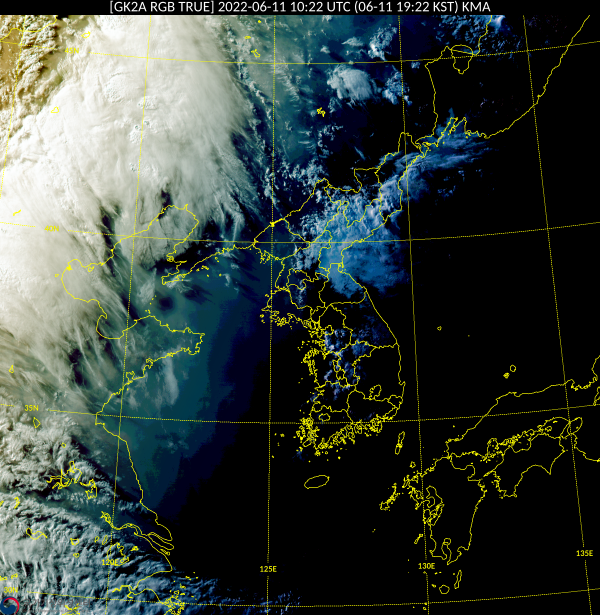 [GK2A RGB TRUE] 2022-06-11 10:22 UTC (06-11 19:22 KST) KMA
35N
120E
125E
130E
135E